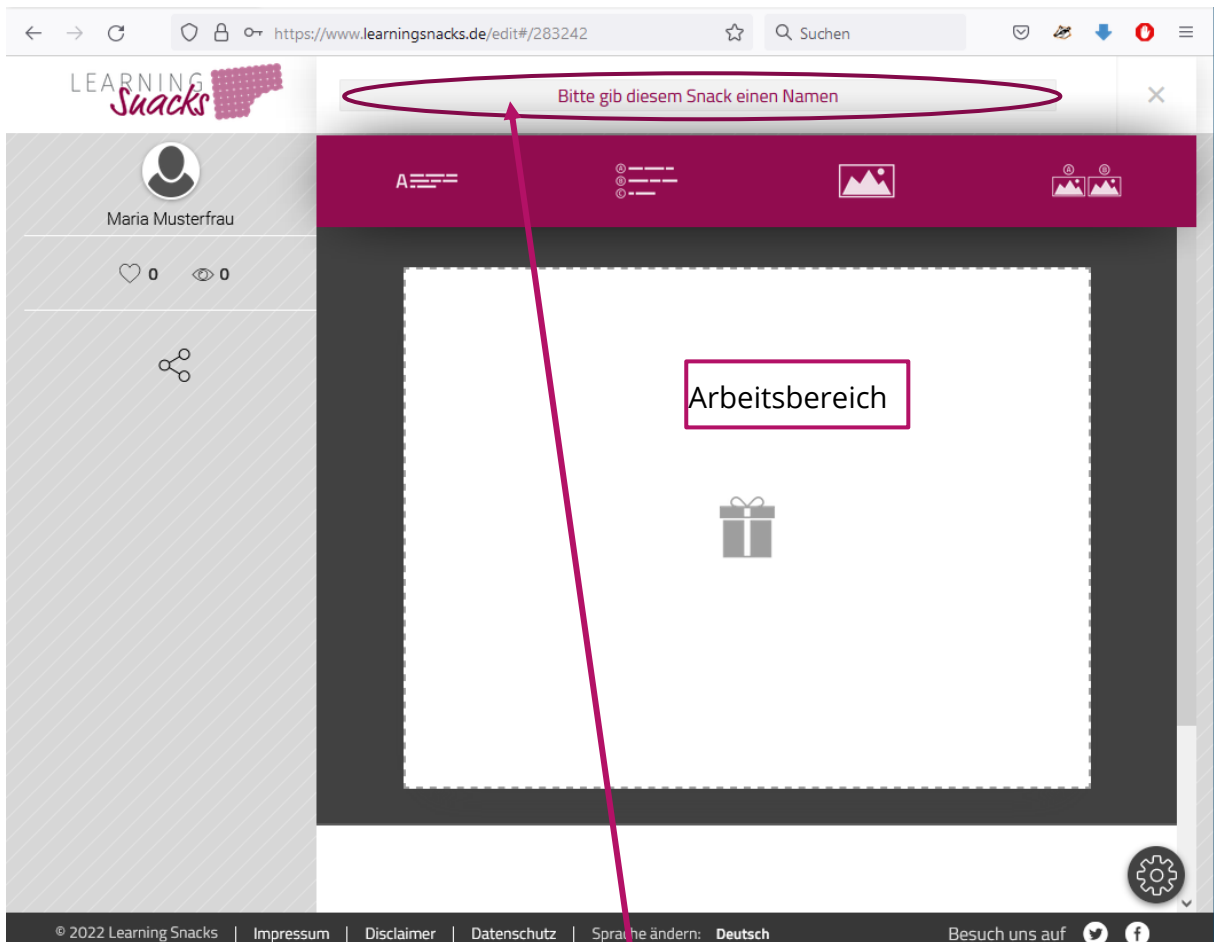 https://www.learningsnacks.de/edit#/283242
Suchen
LEARNING
Snacks
Bitte gib diesem Snack einen Namen
A
A
B
C
A B
Maria Musterfrau
0 0
Arbeitsbereich
© 2022 Learning Snacks | Impressum | Disclaimer | Datenschutz | Sprache ändern: Deutsch Besuch uns auf